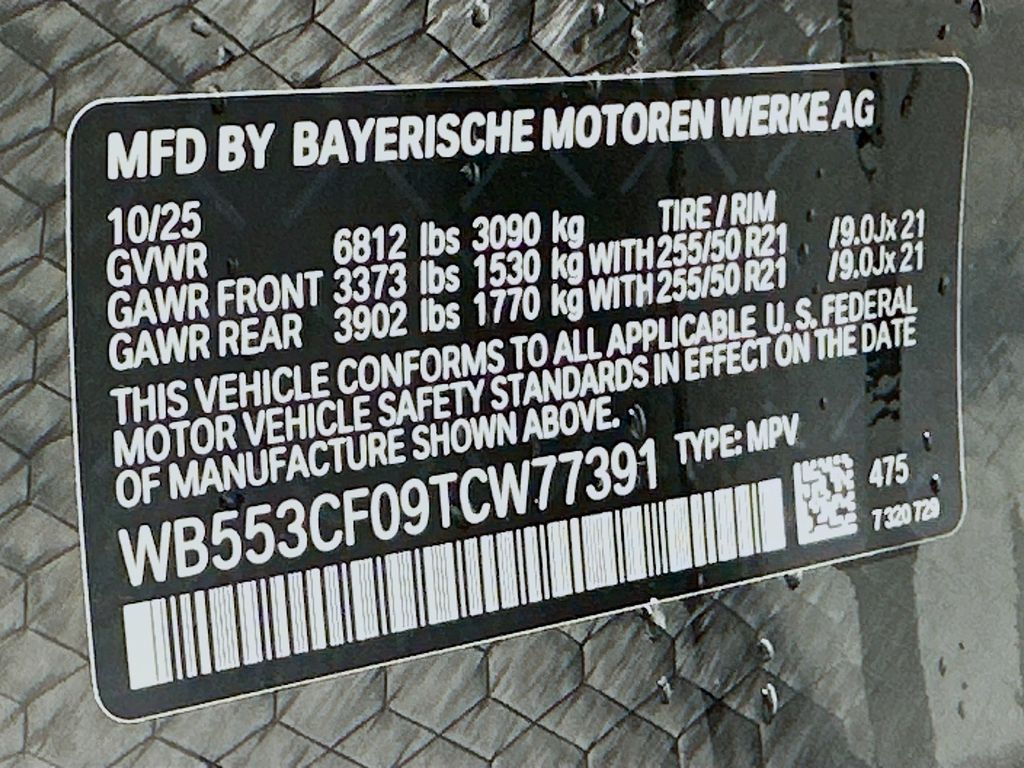 MFD BY BAYERISCHE MOTOREN WERKE AG
10/25 TIRE / RIM
GVWR 6812 lbs 3090 kg
GAWR FRONT 3373 lbs 1530 kg WITH 255/50 R21 /9.0Jx 21
GAWR REAR 3902 lbs 1770 kg WITH 255/50 R21 /9.0Jx 21
THIS VEHICLE CONFORMS TO ALL APPLICABLE U. S. FEDERAL
MOTOR VEHICLE SAFETY STANDARDS IN EFFECT ON THE DATE
OF MANUFACTURE SHOWN ABOVE.
WB553CF09TCW77391 TYPE: MPV
475
7 320 729